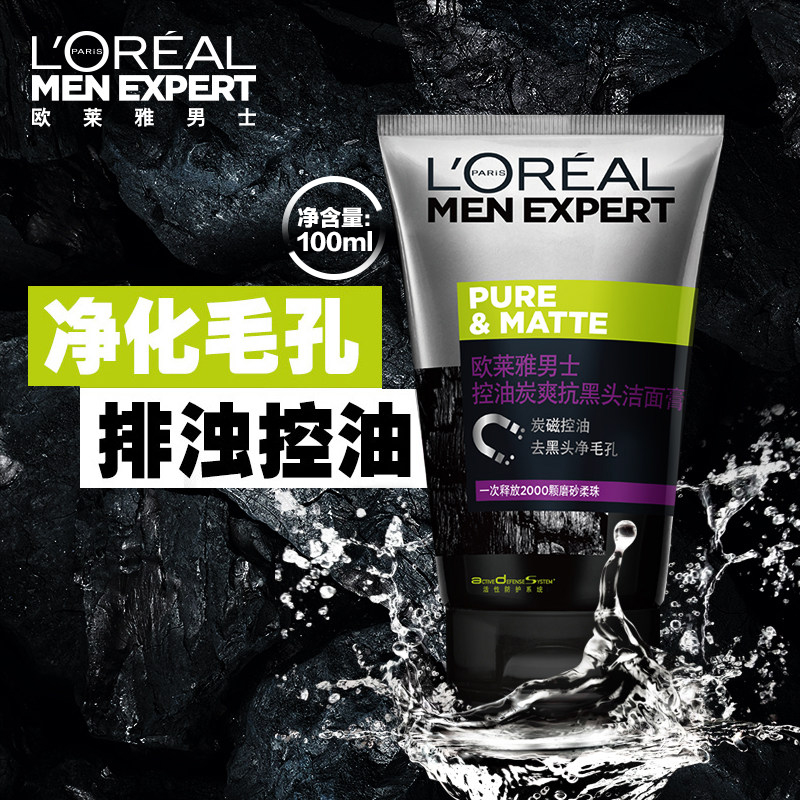 L'ORÉAL
PARIS
MEN EXPERT
欧莱雅男士
净含量:
100ml
净化毛孔
排浊控油
L'ORÉAL
PARIS
MEN EXPERT
PURE
& MATTE
欧莱雅男士
控油炭爽抗黑头洁面膏
炭磁控油
去黑头净毛孔
一次释放2000颗磨砂柔珠
ACTIVE DEFENSE SYSTEM
活性防护系统